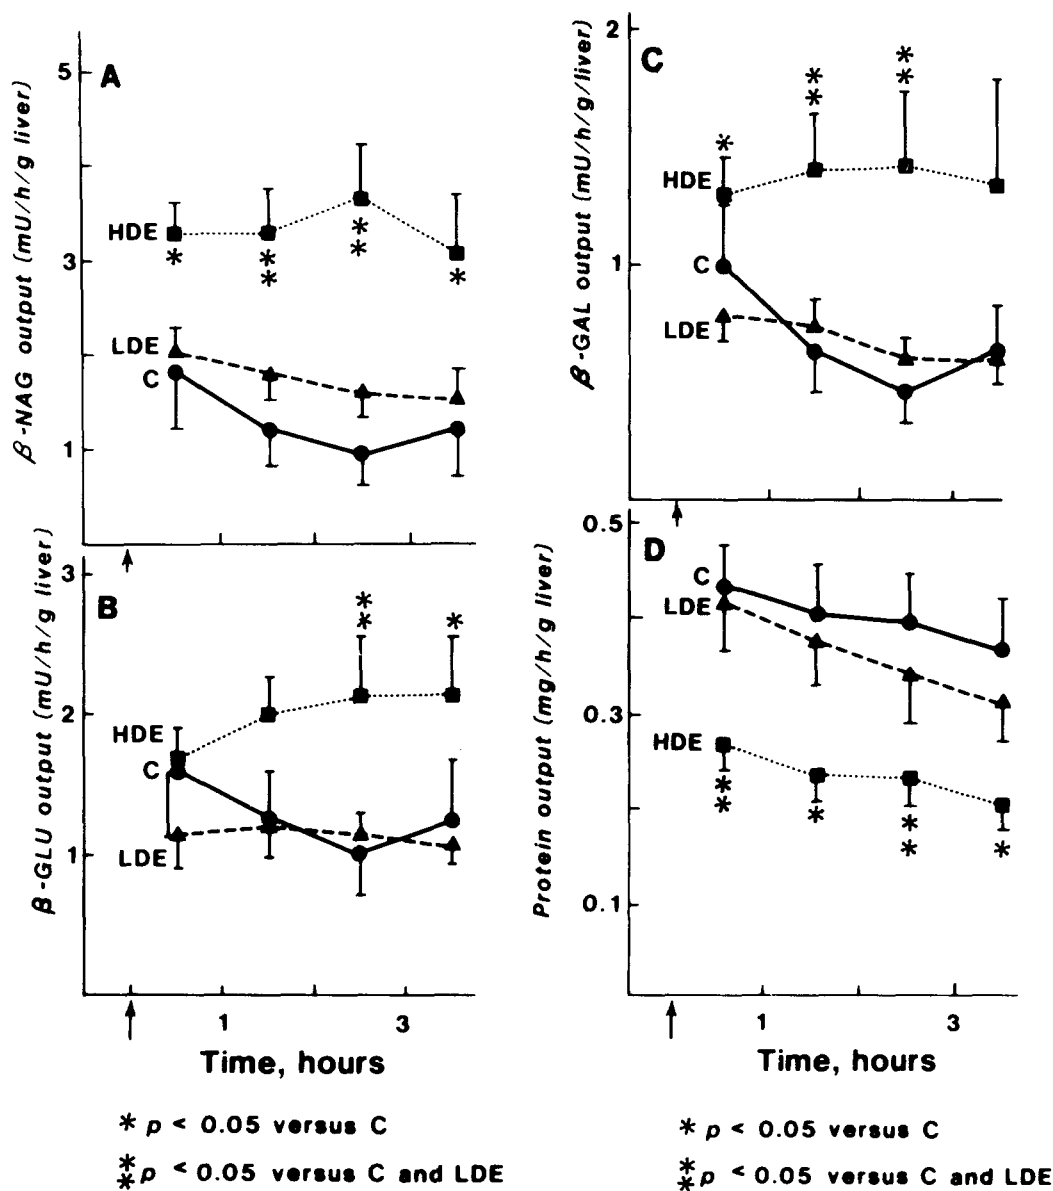 A
β-NAG output (mU/h/g liver)
5
3
1
HDE
*
*
*
*
*
*
LDE
C
B
β-GLU output (mU/h/g liver)
3
2
1
HDE
C
LDE
*
*
*
1
3
Time, hours
* p < 0.05 versus C
*
* p < 0.05 versus C and LDE
C
β-GAL output (mU/h/g/liver)
2
1
HDE
C
LDE
*
*
*
*
*
D
Protein output (mg/h/g liver)
0.5
0.3
0.1
C
LDE
HDE
*
*
*
*
*
*
1
3
Time, hours
* p < 0.05 versus C
*
* p < 0.05 versus C and LDE